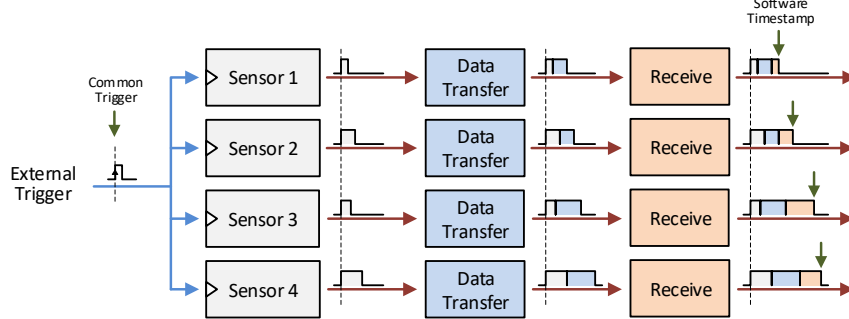 Software
Timestamp
Common
Trigger
External
Trigger
Sensor 1
Data
Transfer
Receive
Sensor 2
Data
Transfer
Receive
Sensor 3
Data
Transfer
Receive
Sensor 4
Data
Transfer
Receive